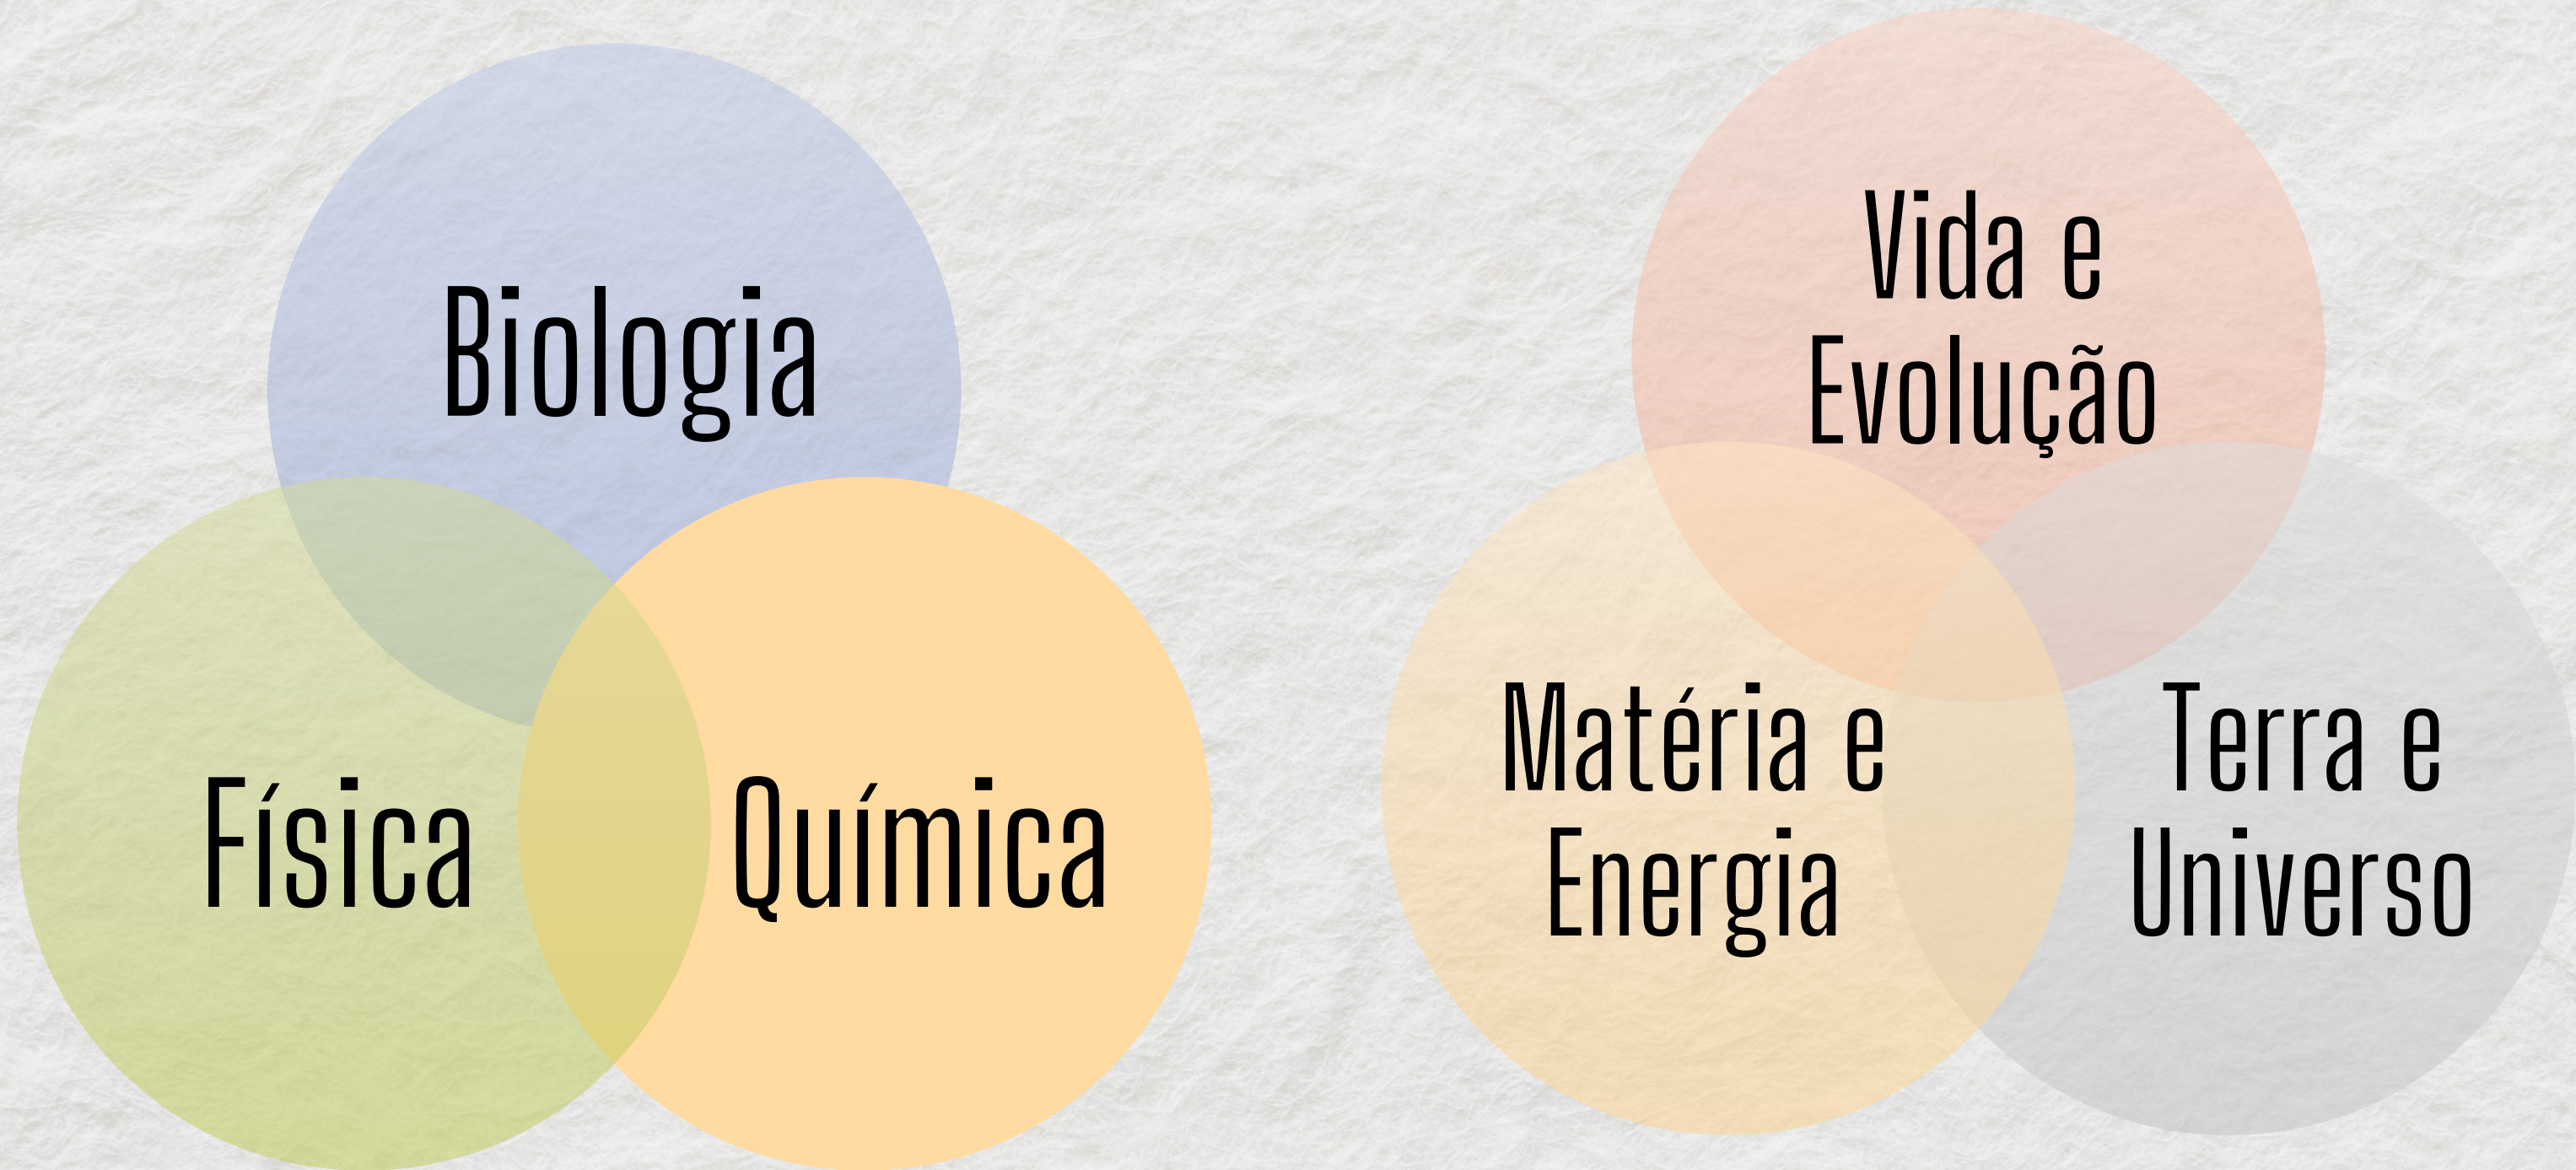 Biologia
Física
Química
Vida e
Evolução
Matéria e
Energia
Terra e
Universo